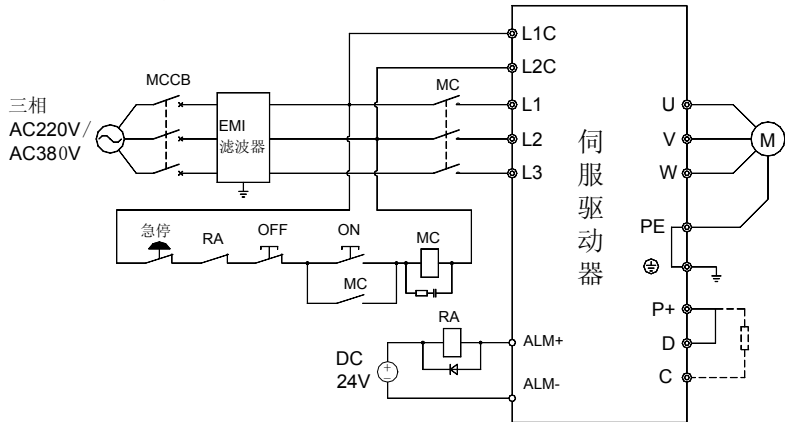 L1C
L2C
MCCB
MC
三相
AC220V/
AC380V
EMI
滤波器
L1
L2
L3
伺服驱动器
U
V
W
M
PE
急停
RA
OFF
ON
MC
MC
P+
D
C
RA
ALM+
DC
24V
ALM-